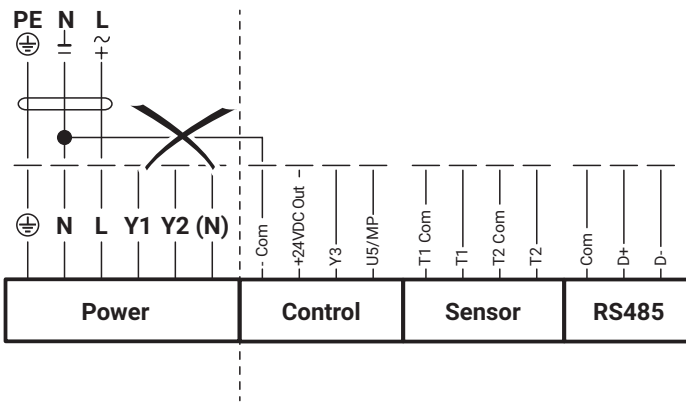 PE N L
N L Y1 Y2 (N)
- Com
+24VDC Out -
Y3
U5/MP
T1 Com
T1
T2 Com
T2
Com
D+
D-
Power
Control
Sensor
RS485